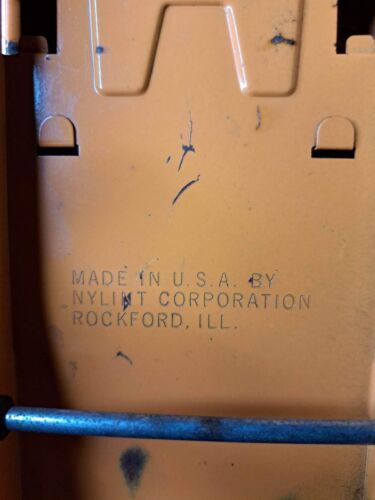 MADE IN U.S.A. BY
NYLINT CORPORATION
ROCKFORD, ILL.